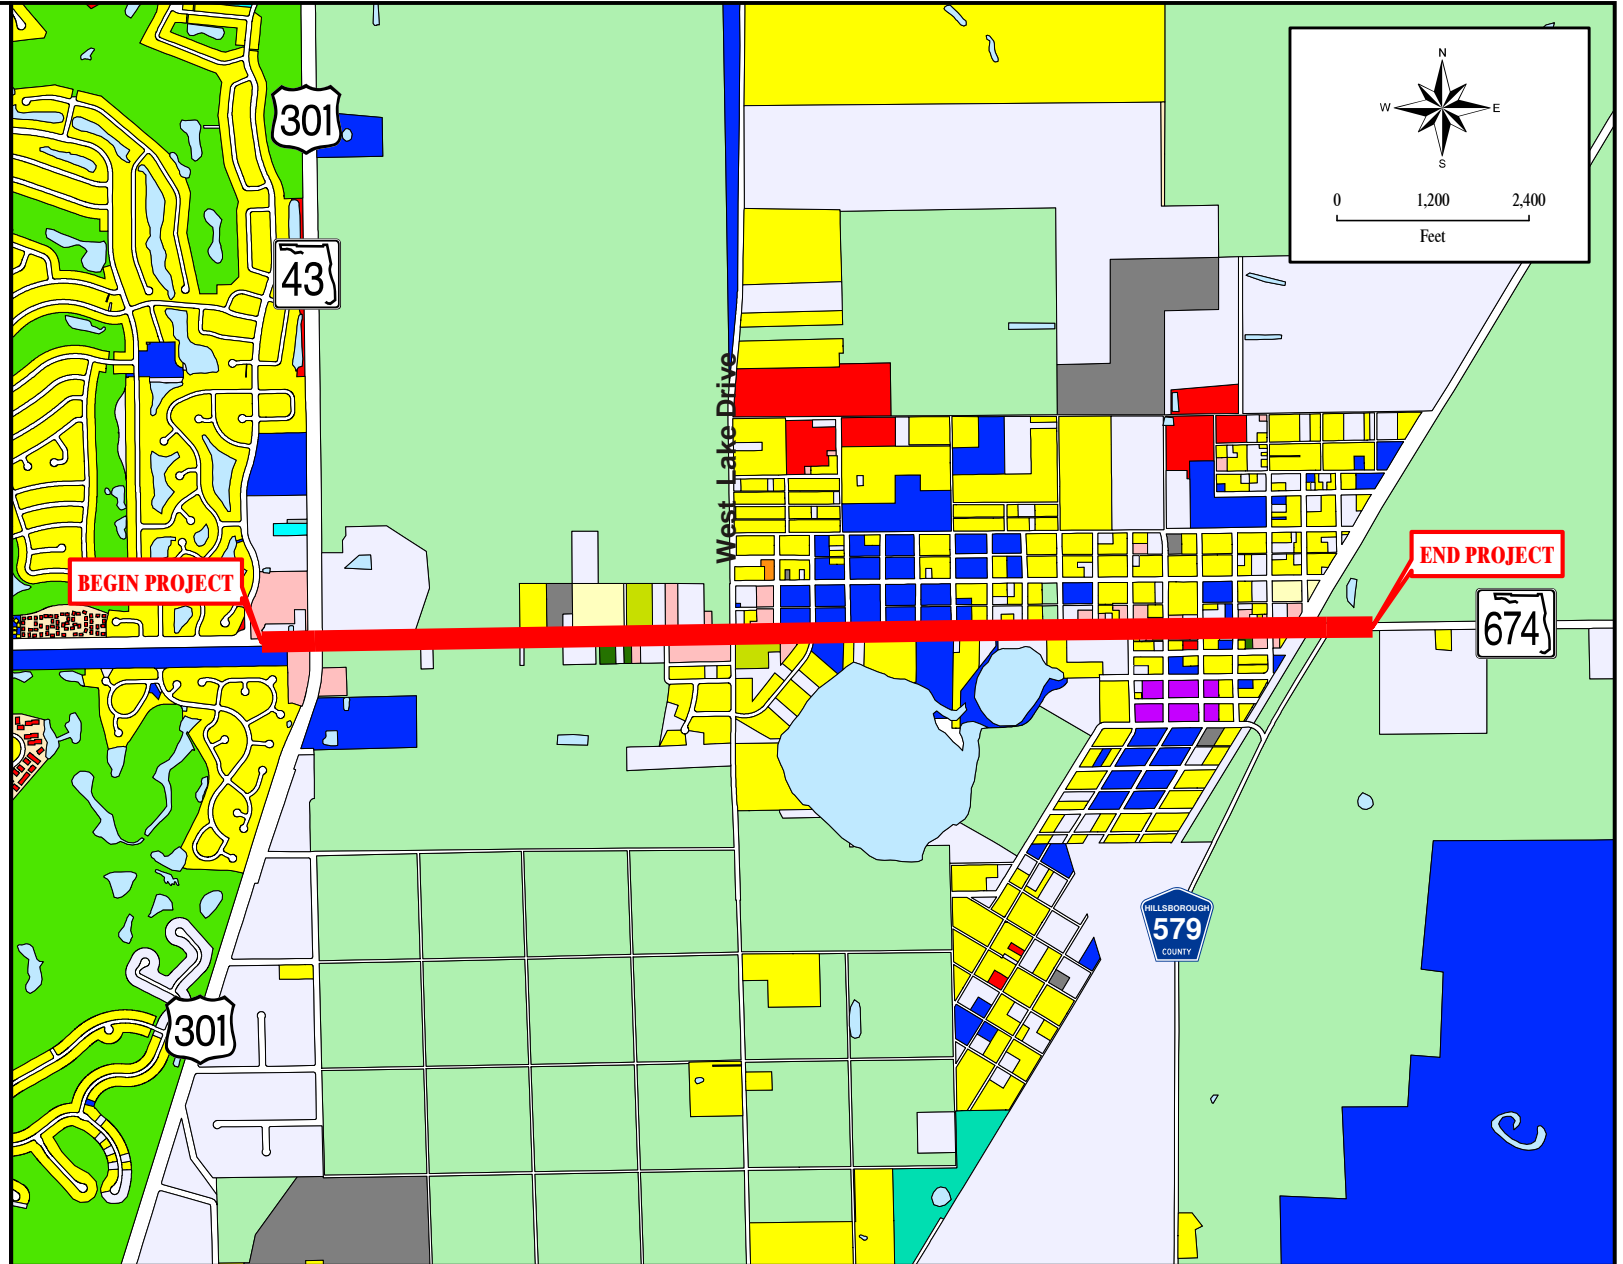 N
W E
S
0 1,200 2,400
Feet
301
43
West Lake Drive
BEGIN PROJECT
END PROJECT
674
HILLSBOROUGH
579
COUNTY
301